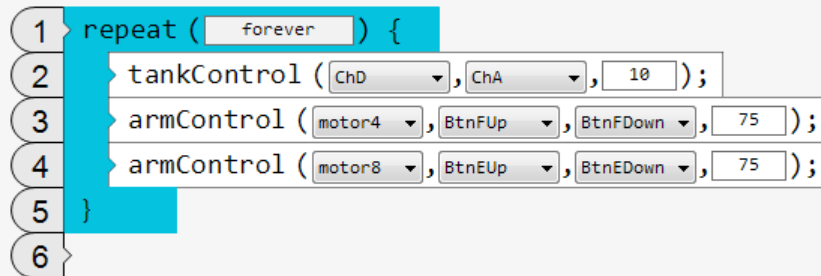 1 repeat ( forever ) {
2 tankControl ( ChD , ChA , 10 );
3 armControl ( motor4 , BtnFUp , BtnFDown , 75 );
4 armControl ( motor8 , BtnEUp , BtnEDown , 75 );
5 }
6